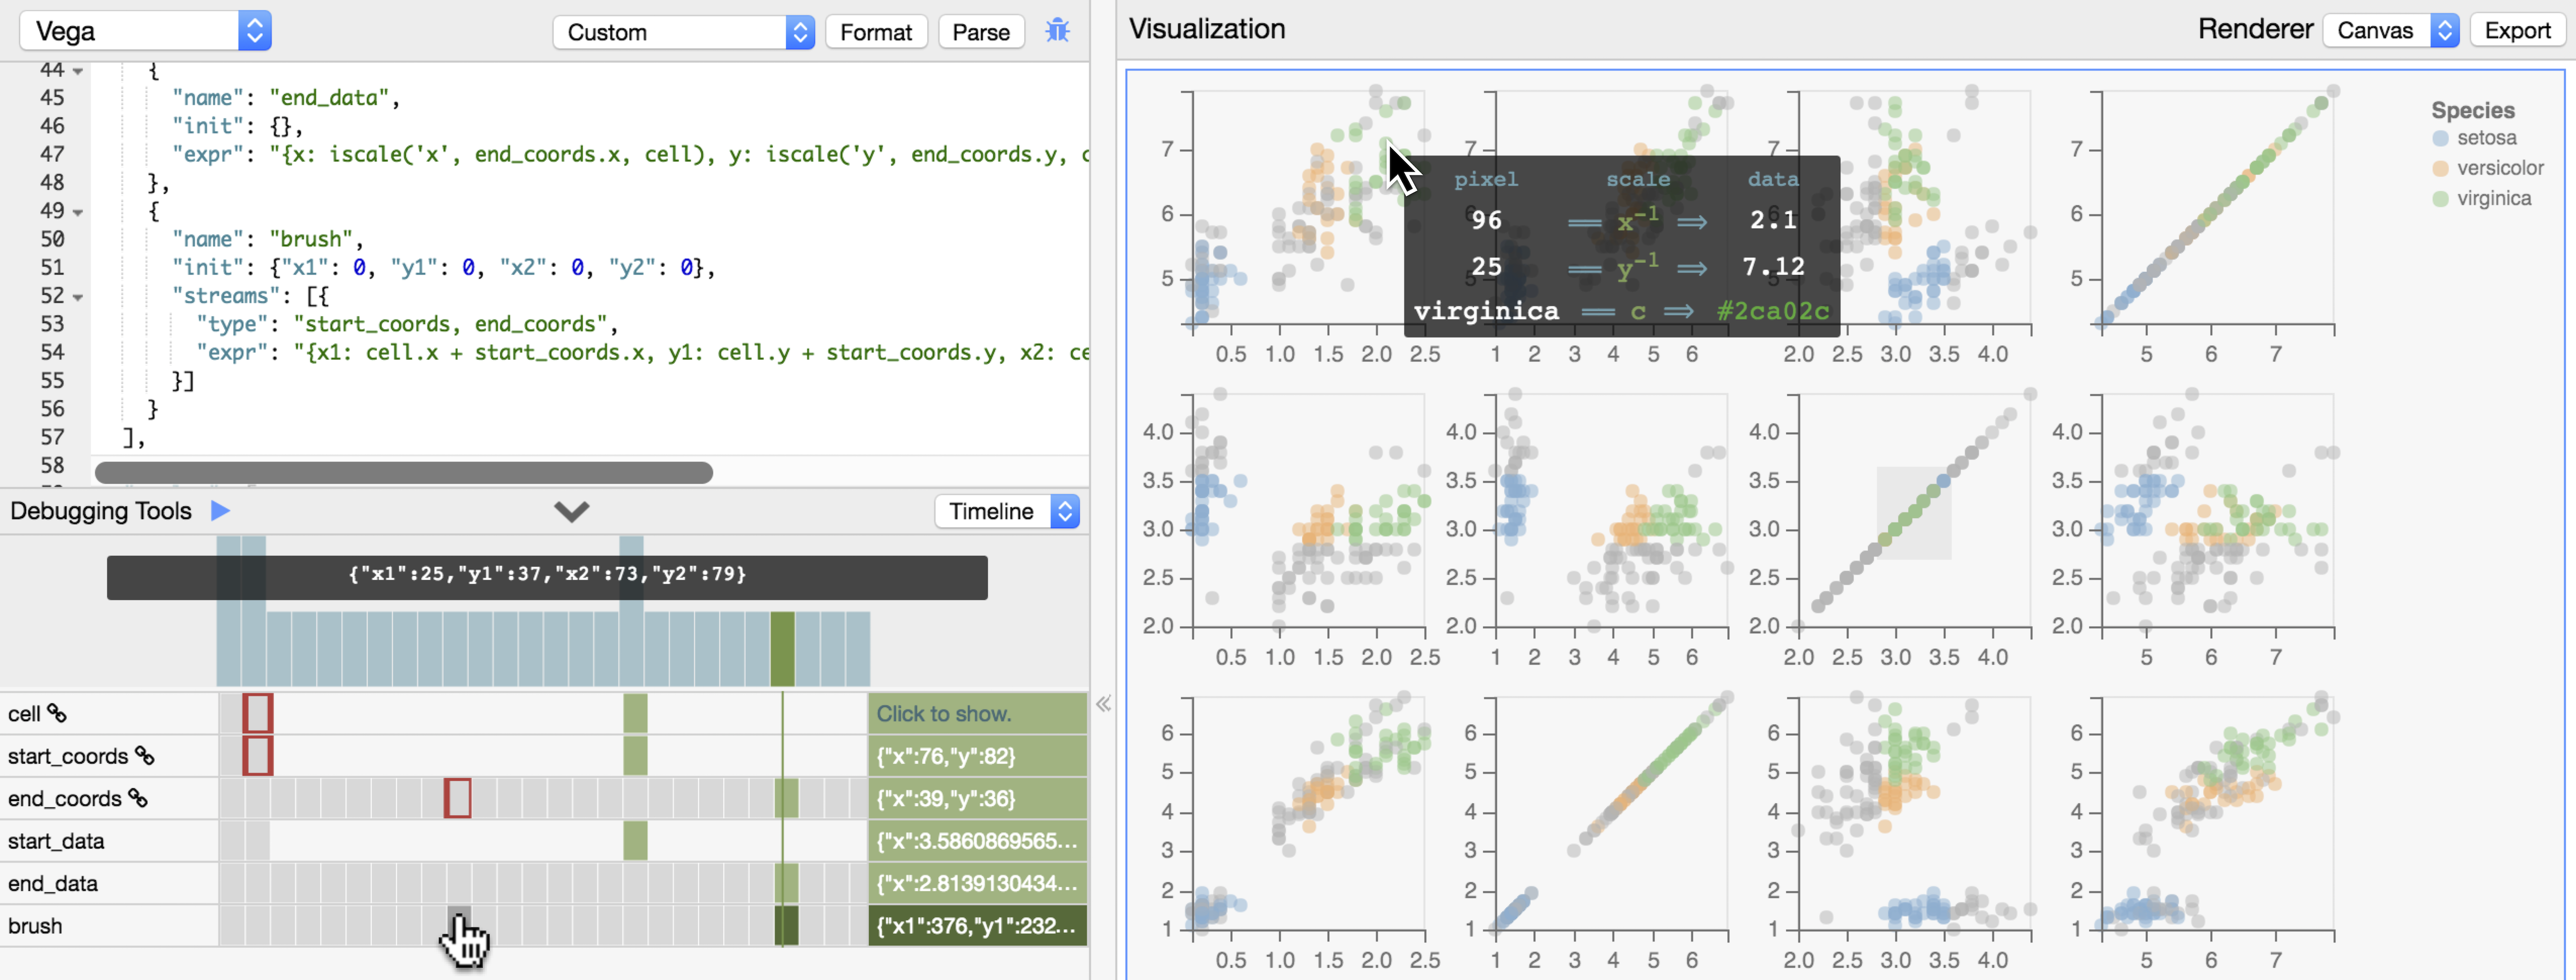 Vega
Custom
Format
Parse
44 {
45 "name": "end_data",
46 "init": {},
47 "expr": "{x: iscale('x', end_coords.x, cell), y: iscale('y', end_coords.y, c
48 },
49 {
50 "name": "brush",
51 "init": {"x1": 0, "y1": 0, "x2": 0, "y2": 0},
52 "streams": [{
53 "type": "start_coords, end_coords",
54 "expr": "{x1: cell.x + start_coords.x, y1: cell.y + start_coords.y, x2: ce
55 }]
56 }
57 ],
58
Debugging Tools
Timeline
{"x1":25,"y1":37,"x2":73,"y2":79}
cell
Click to show.
start_coords
{"x":76,"y":82}
end_coords
{"x":39,"y":36}
start_data
{"x":3.5860869565...
end_data
{"x":2.8139130434...
brush
{"x1":376,"y1":232...
Visualization
Renderer
Canvas
Export
Species
setosa
versicolor
virginica
pixel scale data
96 == x-1 ⇒ 2.1
25 == y-1 ⇒ 7.12
virginica == c ⇒ #2ca02c
7 7 7 7
6 6
5 5
0.5 1.0 1.5 2.0 2.5 1 2 3 4 5 6 2.0 2.5 3.0 3.5 4.0 5 6 7
4.0 4.0 4.0 4.0
3.5 3.5 3.5 3.5
3.0 3.0 3.0 3.0
2.5 2.5 2.5 2.5
2.0 2.0 2.0 2.0
0.5 1.0 1.5 2.0 2.5 1 2 3 4 5 6 2.0 2.5 3.0 3.5 4.0 5 6 7
6 6 6 6
5 5 5 5
4 4 4 4
3 3 3 3
2 2 2 2
1 1 1 1
0.5 1.0 1.5 2.0 2.5 1 2 3 4 5 6 2.0 2.5 3.0 3.5 4.0 5 6 7